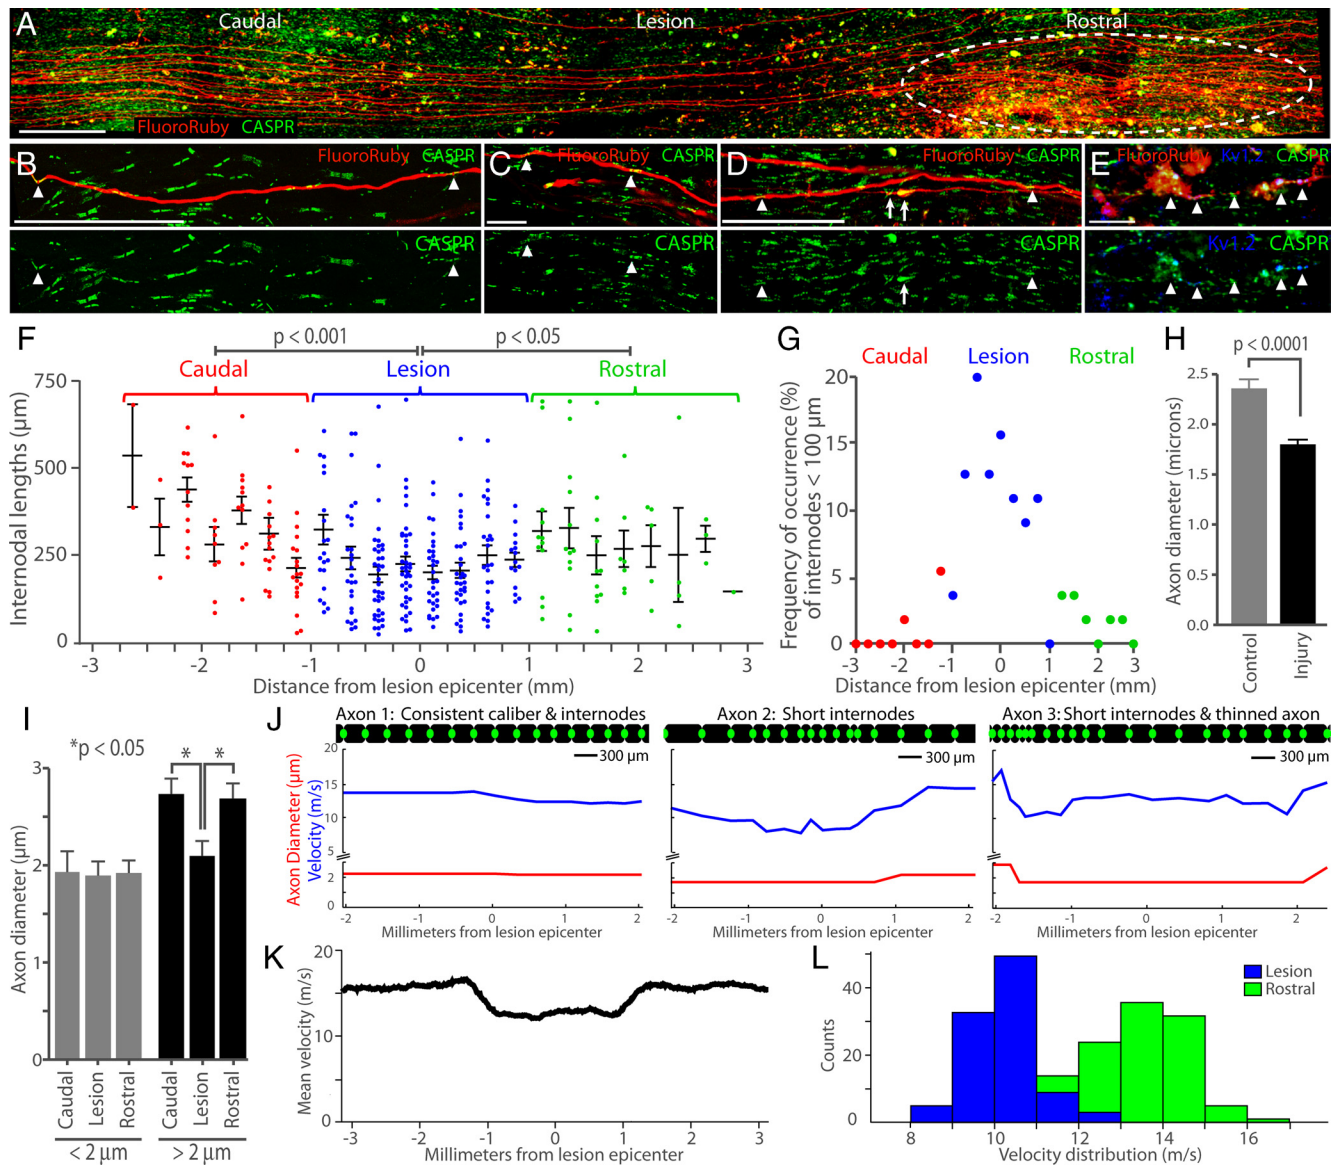 A
Caudal
Lesion
Rostral
FluoroRuby CASPR
B
FluoroRuby CASPR
CASPR
C
FluoroRuby CASPR
CASPR
D
FluoroRuby CASPR
CASPR
E
FluoroRuby Kv1.2 CASPR
Kv1.2 CASPR
F
p < 0.001
p < 0.05
Caudal
Lesion
Rostral
Internodal lengths (µm)
750
500
250
0
-3
-2
-1
0
1
2
3
Distance from lesion epicenter (mm)
G
Caudal
Lesion
Rostral
Frequency of occurrence (%)
of internodes < 100 µm
20
15
10
5
0
-3
-2
-1
0
1
2
3
Distance from lesion epicenter (mm)
H
p < 0.0001
Axon diameter (microns)
2.5
2.0
1.5
1.0
0.5
0.0
Control
Injury
I
*p < 0.05
*
*
Axon diameter (µm)
3
2
1
0
Caudal
Lesion
Rostral
Caudal
Lesion
Rostral
< 2 µm
> 2 µm
J
Axon 1: Consistent caliber & internodes
Axon 2: Short internodes
Axon 3: Short internodes & thinned axon
300 µm
300 µm
300 µm
Axon Diameter (µm)
Velocity (m/s)
20
15
10
5
2
0
-2
-1
0
1
2
Millimeters from lesion epicenter
-2
-1
0
1
2
Millimeters from lesion epicenter
-2
-1
0
1
2
Millimeters from lesion epicenter
K
Mean velocity (m/s)
20
10
0
-3
-2
-1
0
1
2
3
Millimeters from lesion epicenter
L
Lesion
Rostral
Counts
40
20
0
8
10
12
14
16
Velocity distribution (m/s)